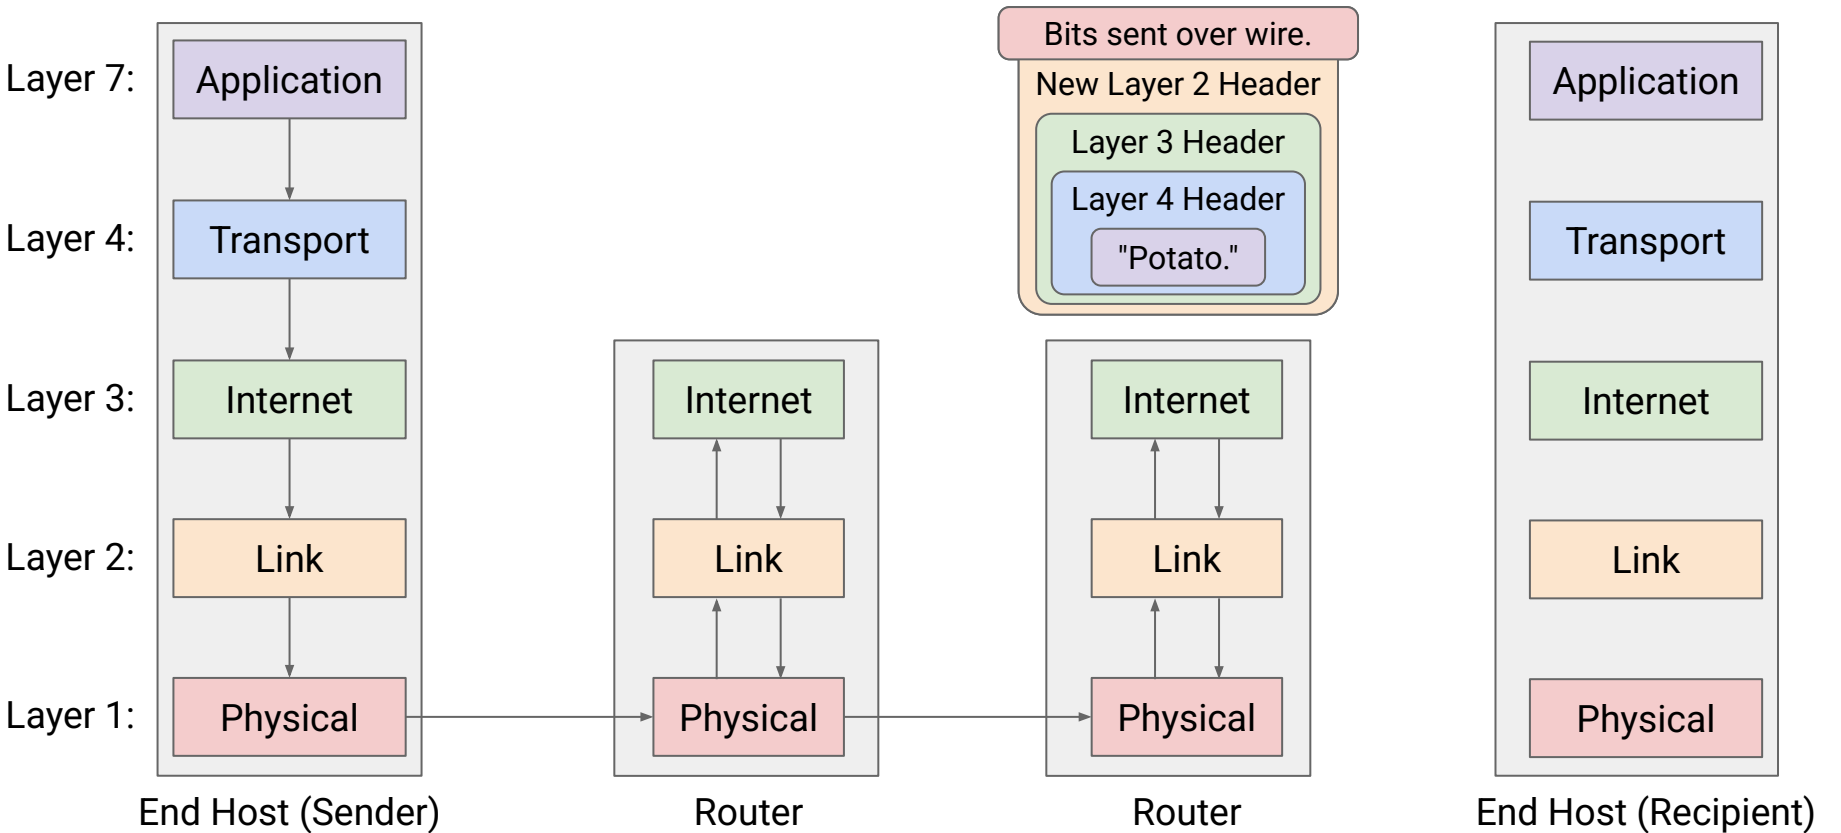 Bits sent over wire.
New Layer 2 Header
Layer 3 Header
Layer 4 Header
"Potato."
Layer 7:
Application
Application
Layer 4:
Transport
Transport
Layer 3:
Internet
Internet
Internet
Internet
Layer 2:
Link
Link
Link
Link
Layer 1:
Physical
Physical
Physical
Physical
End Host (Sender)
Router
Router
End Host (Recipient)